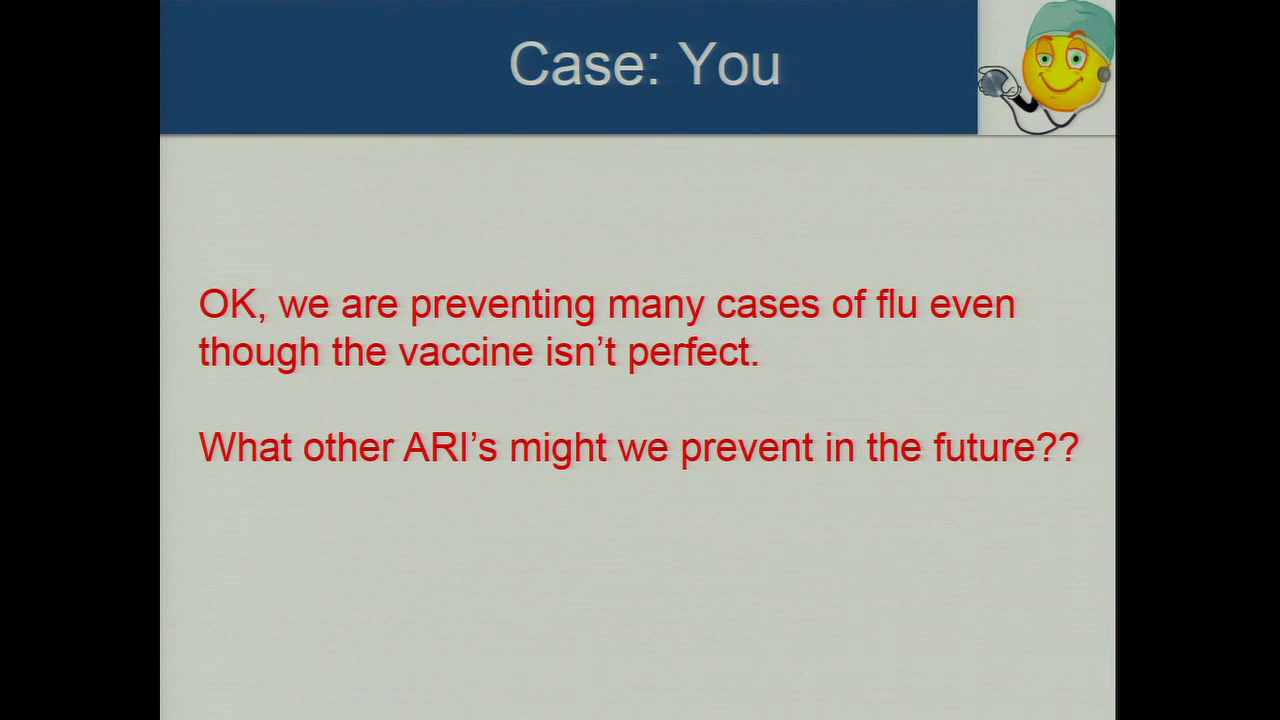 Case: You
OK, we are preventing many cases of flu even
though the vaccine isn’t perfect.
What other ARI’s might we prevent in the future??